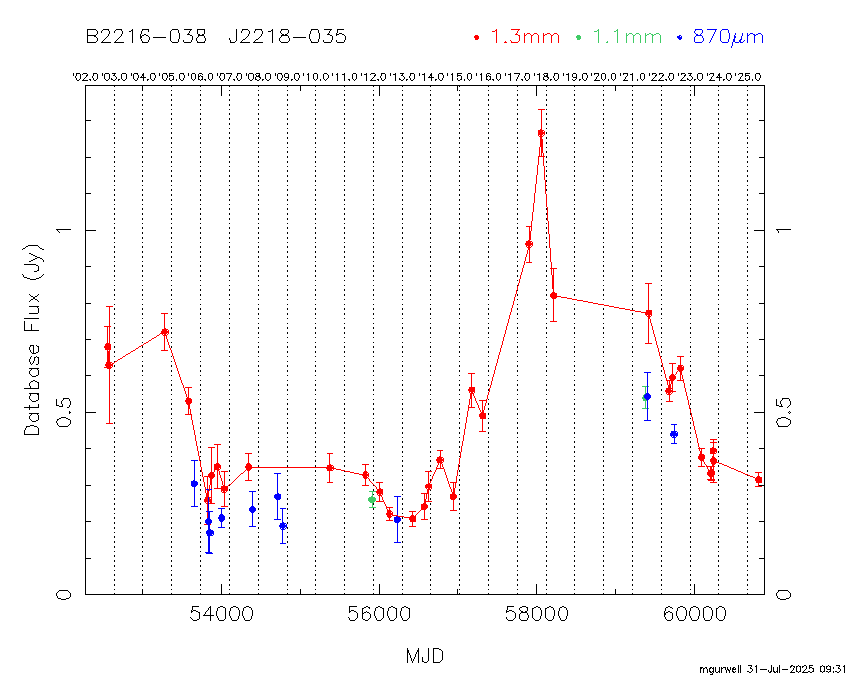 B2216-038 J2218-035 1.3mm 1.1mm 870μm
'02.0 '03.0 '04.0 '05.0 '06.0 '07.0 '08.0 '09.0 '10.0 '11.0 '12.0 '13.0 '14.0 '15.0 '16.0 '17.0 '18.0 '19.0 '20.0 '21.0 '22.0 '23.0 '24.0 '25.0
1 1
Database Flux (Jy)
0.5 0.5
0 0
54000 56000 58000 60000
MJD
mgurwell 31-Jul-2025 09:31